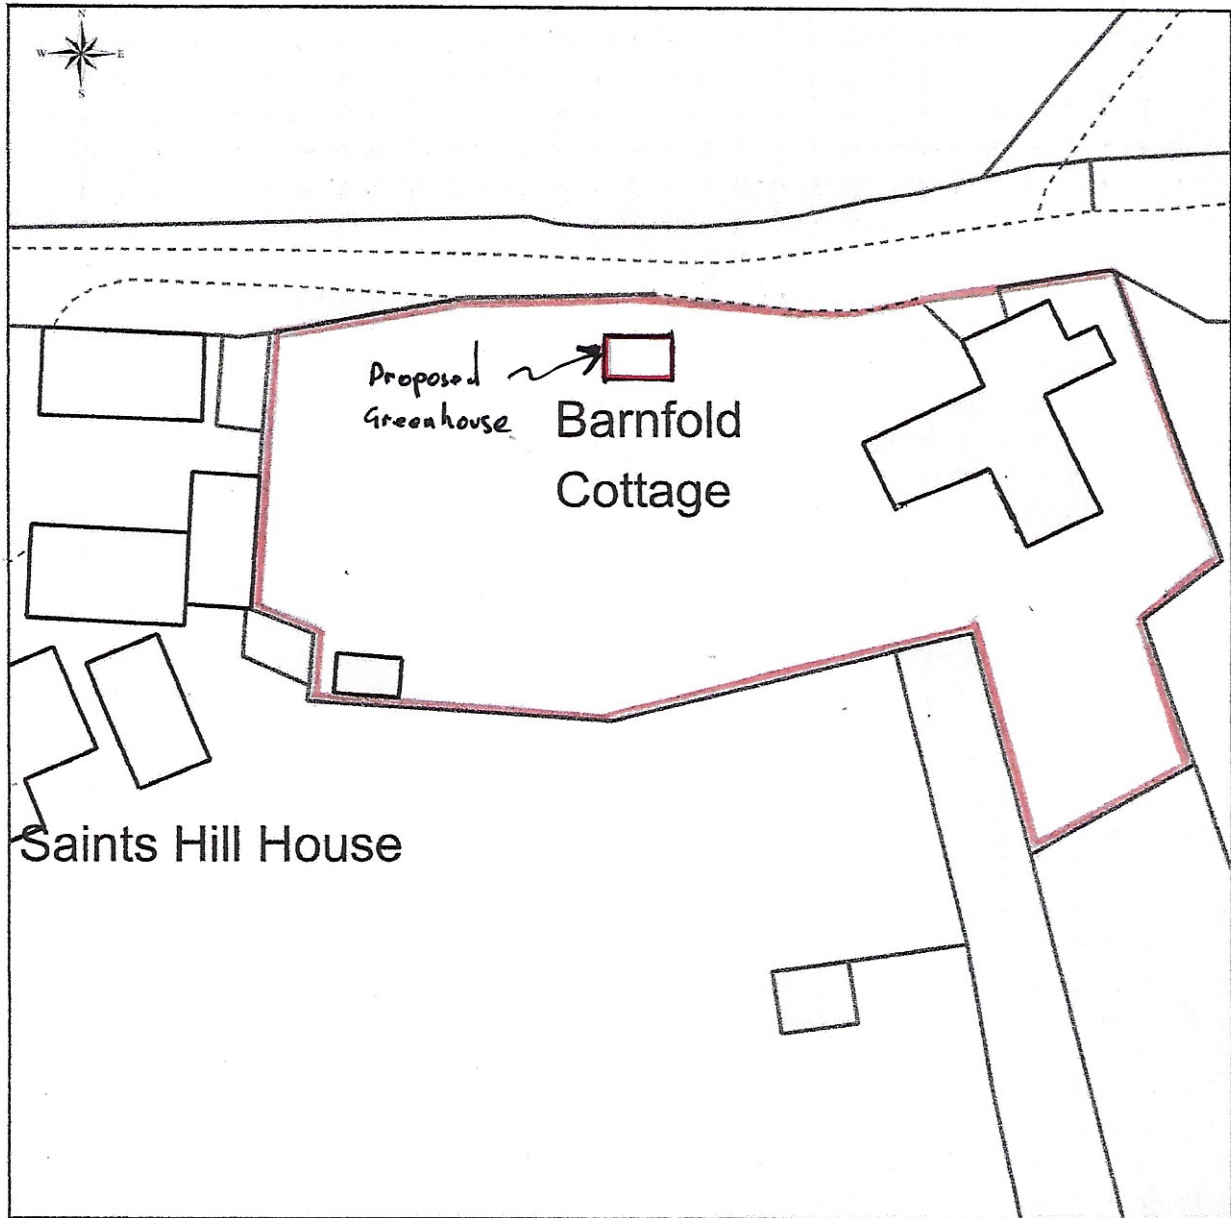 N
W E
S
Proposed
Greenhouse
Barnfold
Cottage
Saints Hill House